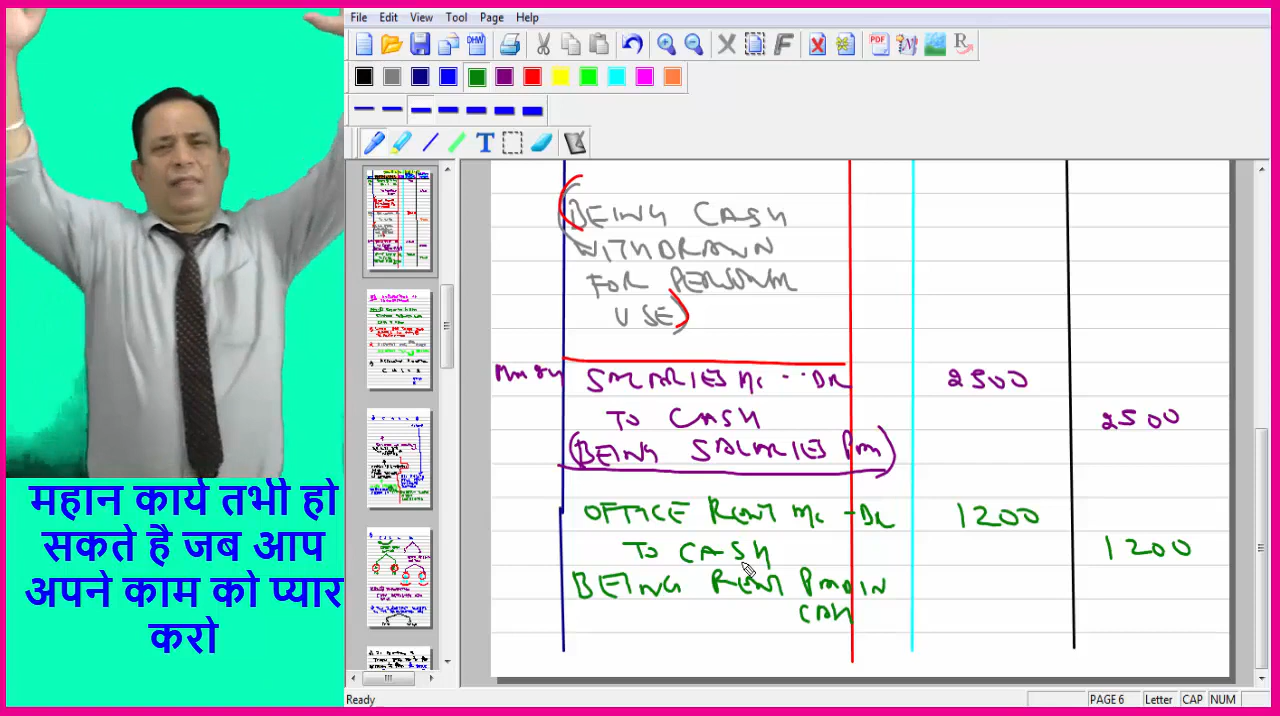 File Edit View Tool Page Help
BEING CASH
WITHDRAWN
FOR PERSONAL
USE)
SALARIES A/c -- DR 2500
TO CASH 2500
(BEING SALARIES Paid)
OFFICE RENT A/c - DR 1200
TO CASH 1200
BEING RENT PAID IN
CASH
महान कार्य तभी हो
सकते है जब आप
अपने काम को प्यार
करो
Ready PAGE 6 Letter CAP NUM